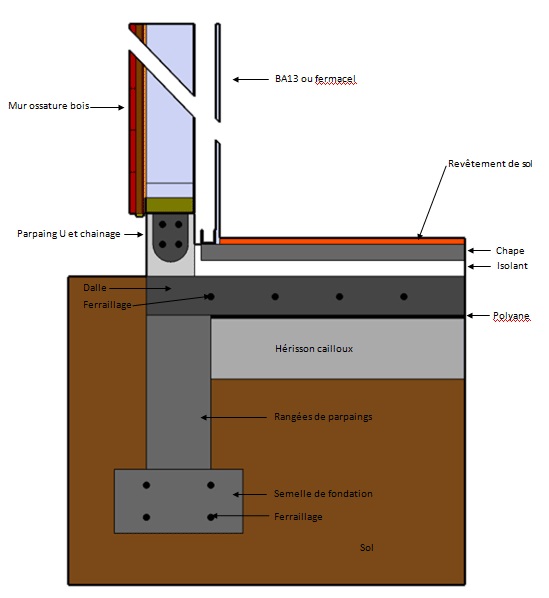 BA13 ou fermacel
Mur ossature bois
Revêtement de sol
Parpaing U et chainage
Chape
Isolant
Dalle
Ferraillage
Polyane
Hérisson cailloux
Rangées de parpaings
Semelle de fondation
Ferraillage
Sol